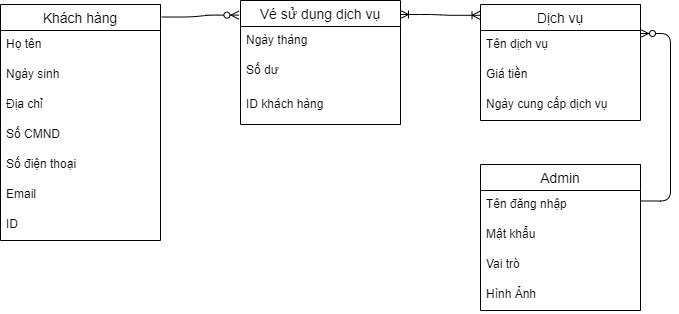 Khách hàng
Họ tên
Ngày sinh
Địa chỉ
Số CMND
Số điện thoại
Email
ID
Vé sử dụng dịch vụ
Ngày tháng
Số dư
ID khách hàng
Dịch vụ
Tên dịch vụ
Giá tiền
Ngày cung cấp dịch vụ
Admin
Tên đăng nhập
Mật khẩu
Vai trò
Hình Ảnh